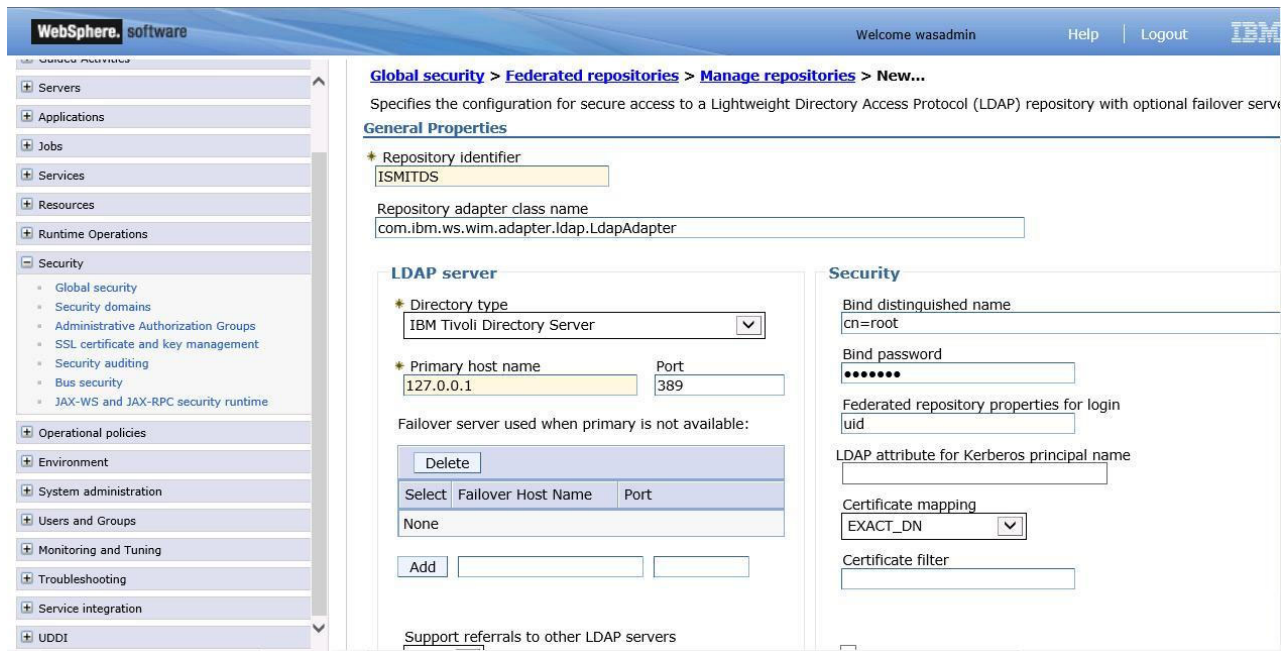 WebSphere. software
Welcome wasadmin Help Logout IBM
Guided Activities
Servers
Applications
Jobs
Services
Resources
Runtime Operations
Security
Global security
Security domains
Administrative Authorization Groups
SSL certificate and key management
Security auditing
Bus security
JAX-WS and JAX-RPC security runtime
Operational policies
Environment
System administration
Users and Groups
Monitoring and Tuning
Troubleshooting
Service integration
UDDI
Global security > Federated repositories > Manage repositories > New...
Specifies the configuration for secure access to a Lightweight Directory Access Protocol (LDAP) repository with optional failover serve
General Properties
* Repository identifier
ISMITDS
Repository adapter class name
com.ibm.ws.wim.adapter.ldap.LdapAdapter
LDAP server
* Directory type
IBM Tivoli Directory Server
* Primary host name Port
127.0.0.1 389
Failover server used when primary is not available:
Delete
Select Failover Host Name Port
None
Add
Support referrals to other LDAP servers
Security
Bind distinguished name
cn=root
Bind password
•••••••
Federated repository properties for login
uid
LDAP attribute for Kerberos principal name
Certificate mapping
EXACT_DN
Certificate filter